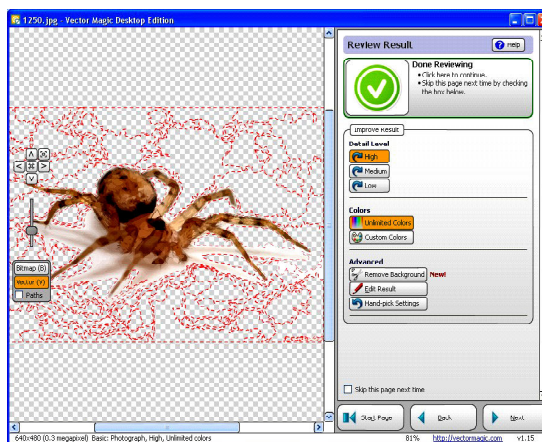 1250.jpg - Vector Magic Desktop Edition
Review Result
Help
Done Reviewing
• Click here to continue.
• Skip this page next time by checking
the box below.
Improve Result
Detail Level
High
Medium
Low
Colors
Unlimited Colors
Custom Colors
Advanced
Remove Background New!
Edit Result
Hand-pick Settings
Bitmap (B)
Vector (V)
Paths
Skip this page next time
Start Page
Back
Next
640x480 (0.3 megapixel) Basic: Photograph, High, Unlimited colors
81% http://vectormagic.com v1.15